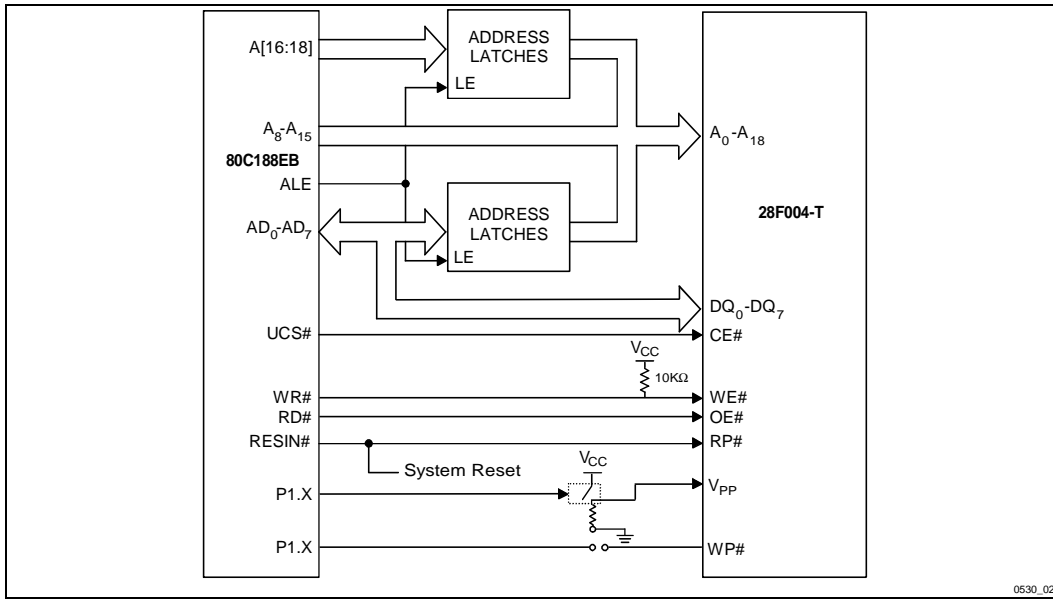 A[16:18]
ADDRESS
LATCHES
LE
A8-A15
80C188EB
ALE
AD0-AD7
ADDRESS
LATCHES
LE
A0-A18
28F004-T
DQ0-DQ7
UCS#
CE#
VCC
10KΩ
WR#
WE#
RD#
OE#
RESIN#
RP#
System Reset
VCC
P1.X
VPP
P1.X
WP#
0530_02